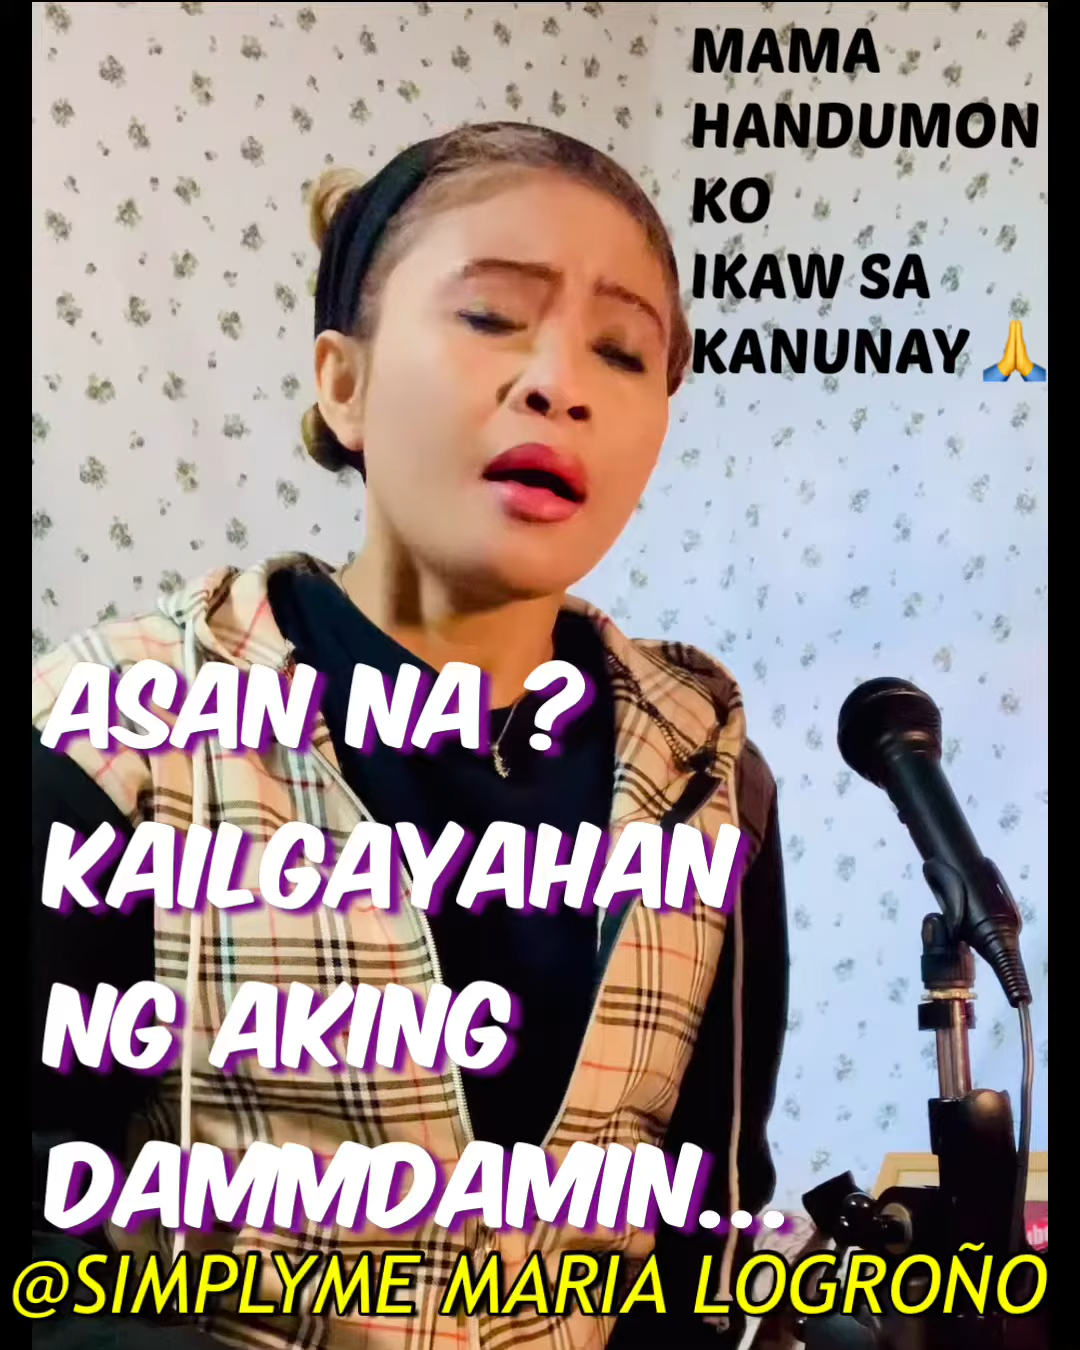 MAMA
HANDUMON
KO
IKAW SA
KANUNAY 🙏
ASAN NA ?
KAILGAYAHAN
NG AKING
DAMMDAMIN...
@SIMPLYME MARIA LOGROÑO